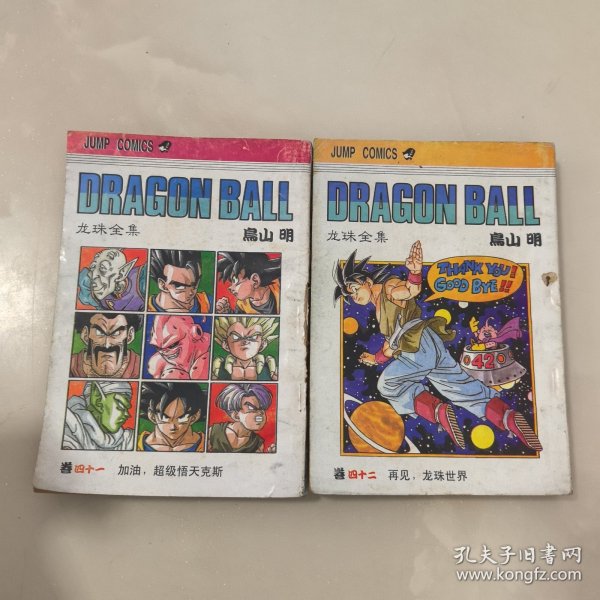 JUMP COMICS
DRAGON BALL
龙珠全集
鳥山 明
卷四十一 加油，超级悟天克斯
JUMP COMICS
DRAGON BALL
龙珠全集
鳥山 明
THANK YOU!
GOOD BYE!!
42
卷四十二 再见，龙珠世界
孔夫子旧书网
www.kongfz.com